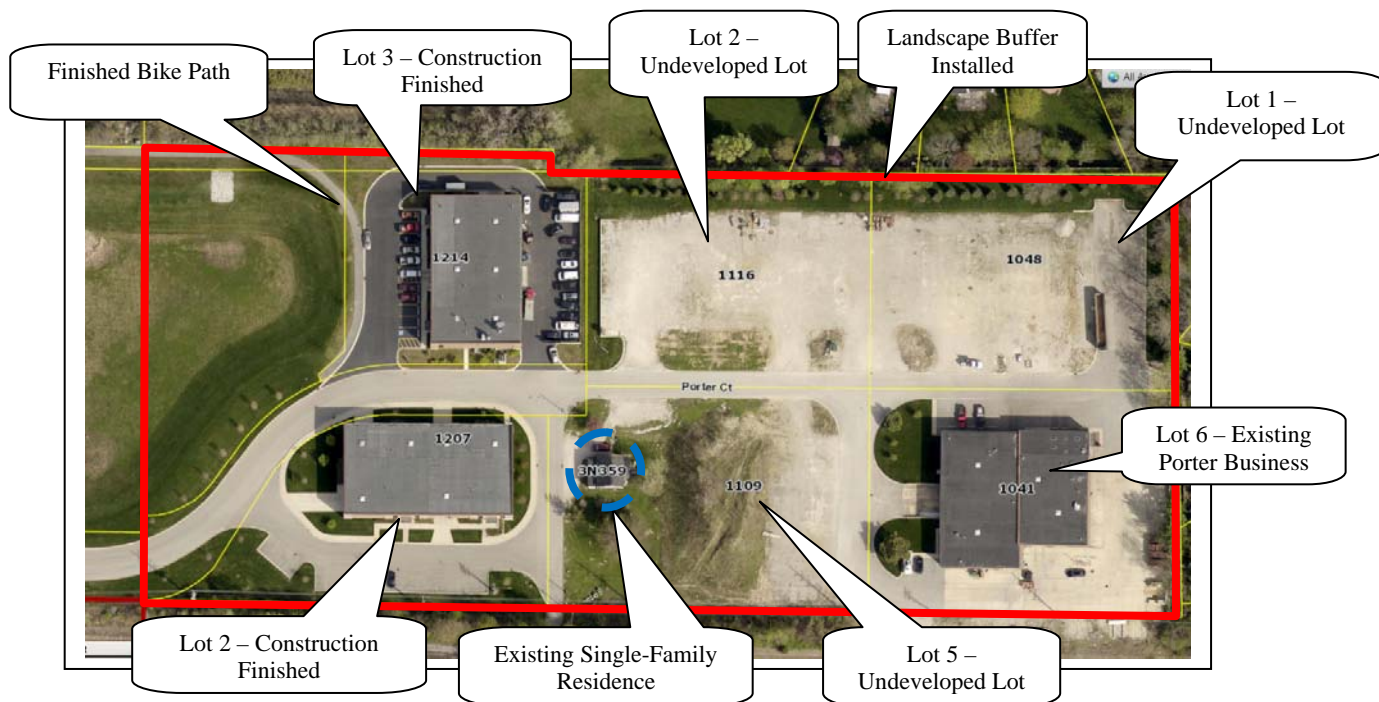 Finished Bike Path
Lot 3 – Construction
Finished
Lot 2 –
Undeveloped Lot
Landscape Buffer
Installed
Lot 1 –
Undeveloped Lot
All
1214
1116
1048
Porter Ct
1207
3N359
1109
1041
Lot 6 – Existing
Porter Business
Lot 2 – Construction
Finished
Existing Single-Family
Residence
Lot 5 –
Undeveloped Lot